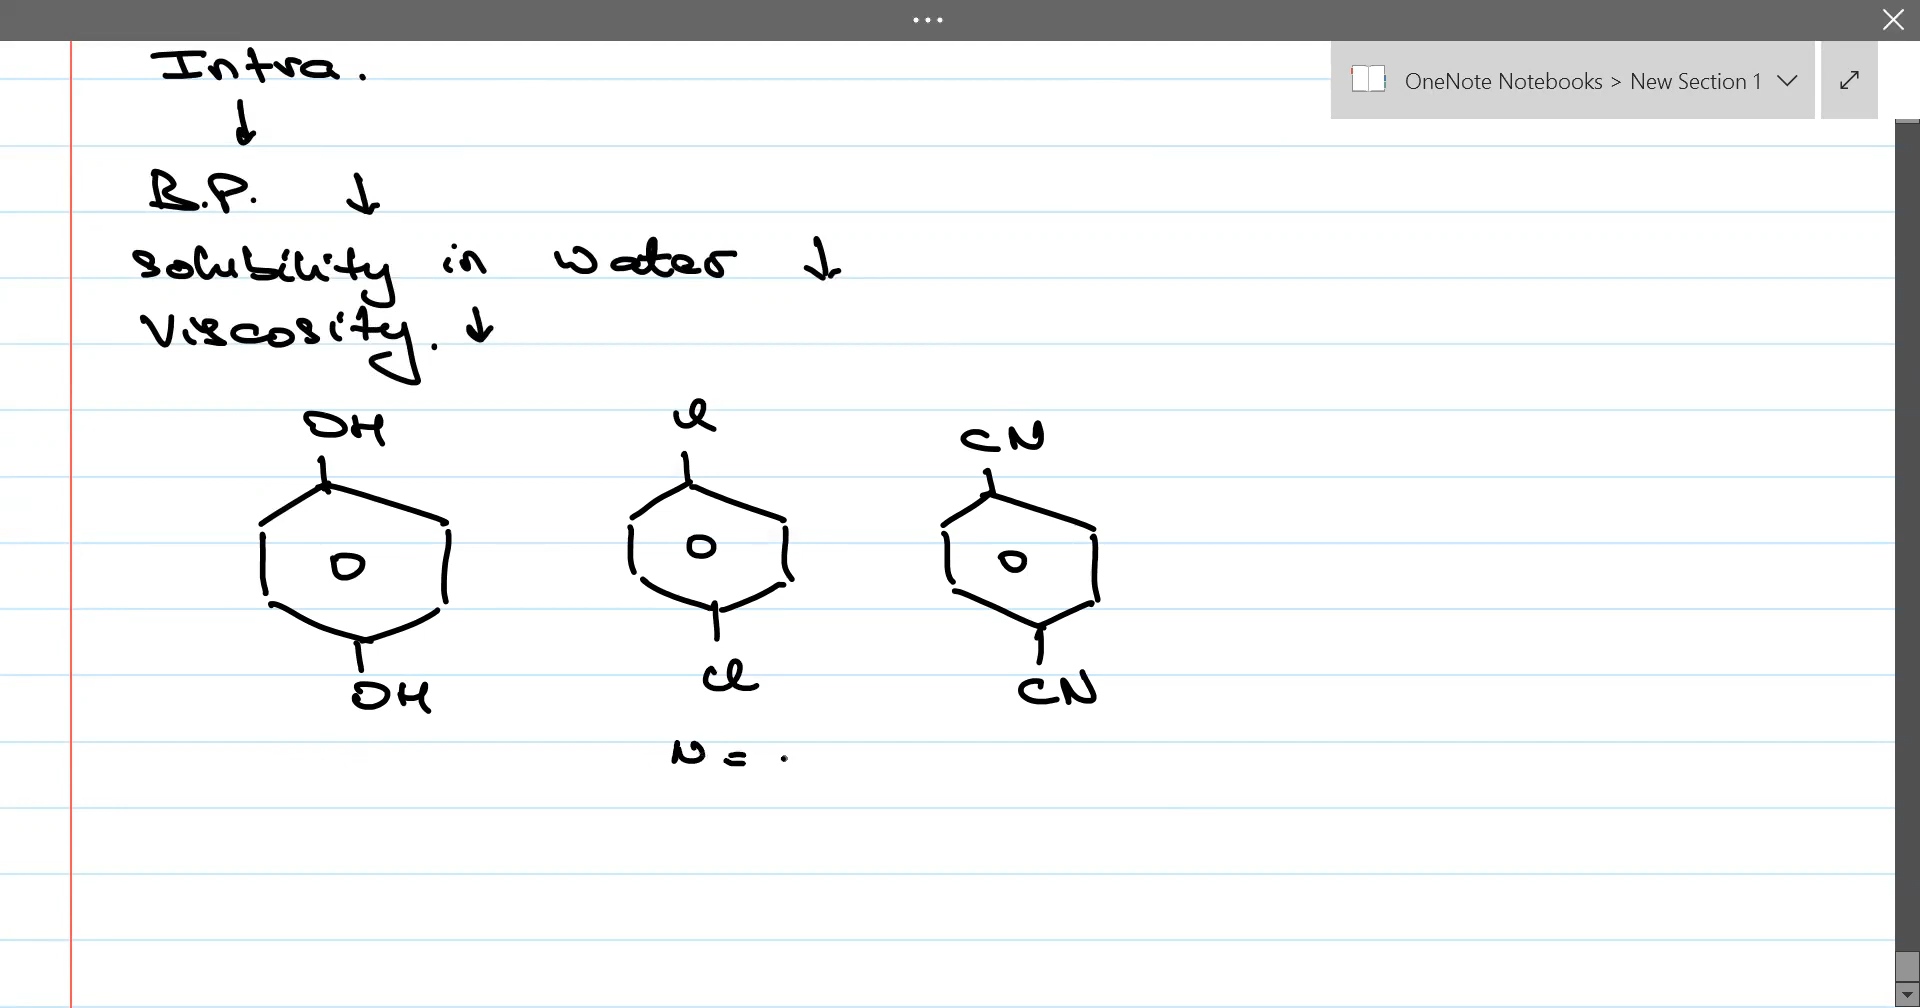 ...
Intra.
OneNote Notebooks > New Section 1
↓
B.P. ↓
solubility in water ↓
Viscosity. ↓
OH Cl CN
O O O
OH Cl CN
N = .